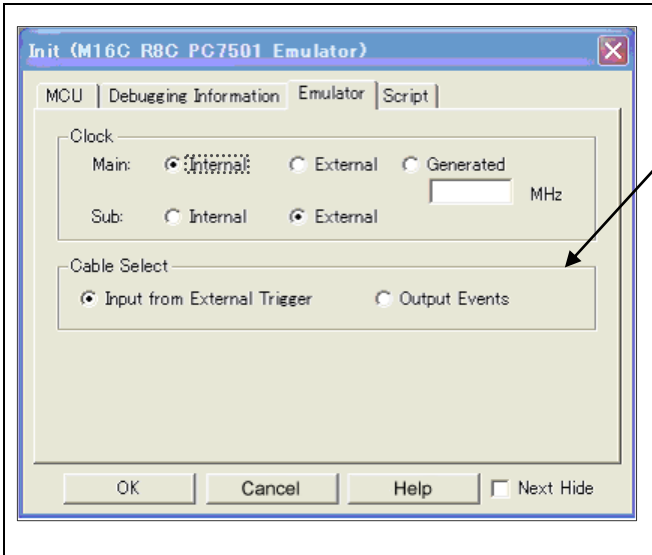 Init (M16C R8C PC7501 Emulator)
MCU Debugging Information Emulator Script
Clock
Main: Internal External Generated
MHz
Sub: Internal External
Cable Select
Input from External Trigger Output Events
OK Cancel Help Next Hide